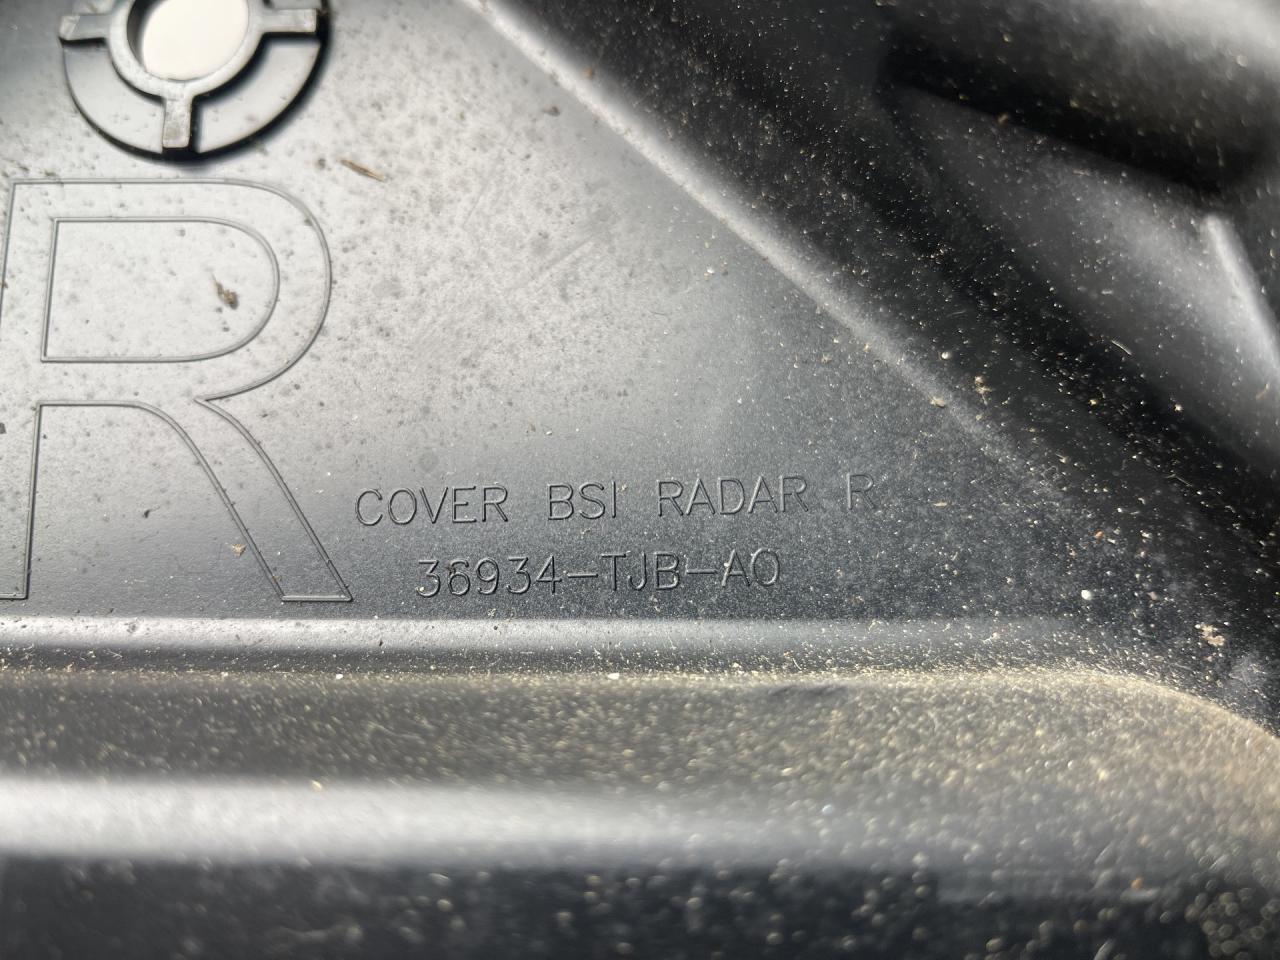 R
COVER BSI RADAR R
36934-TJB-A0